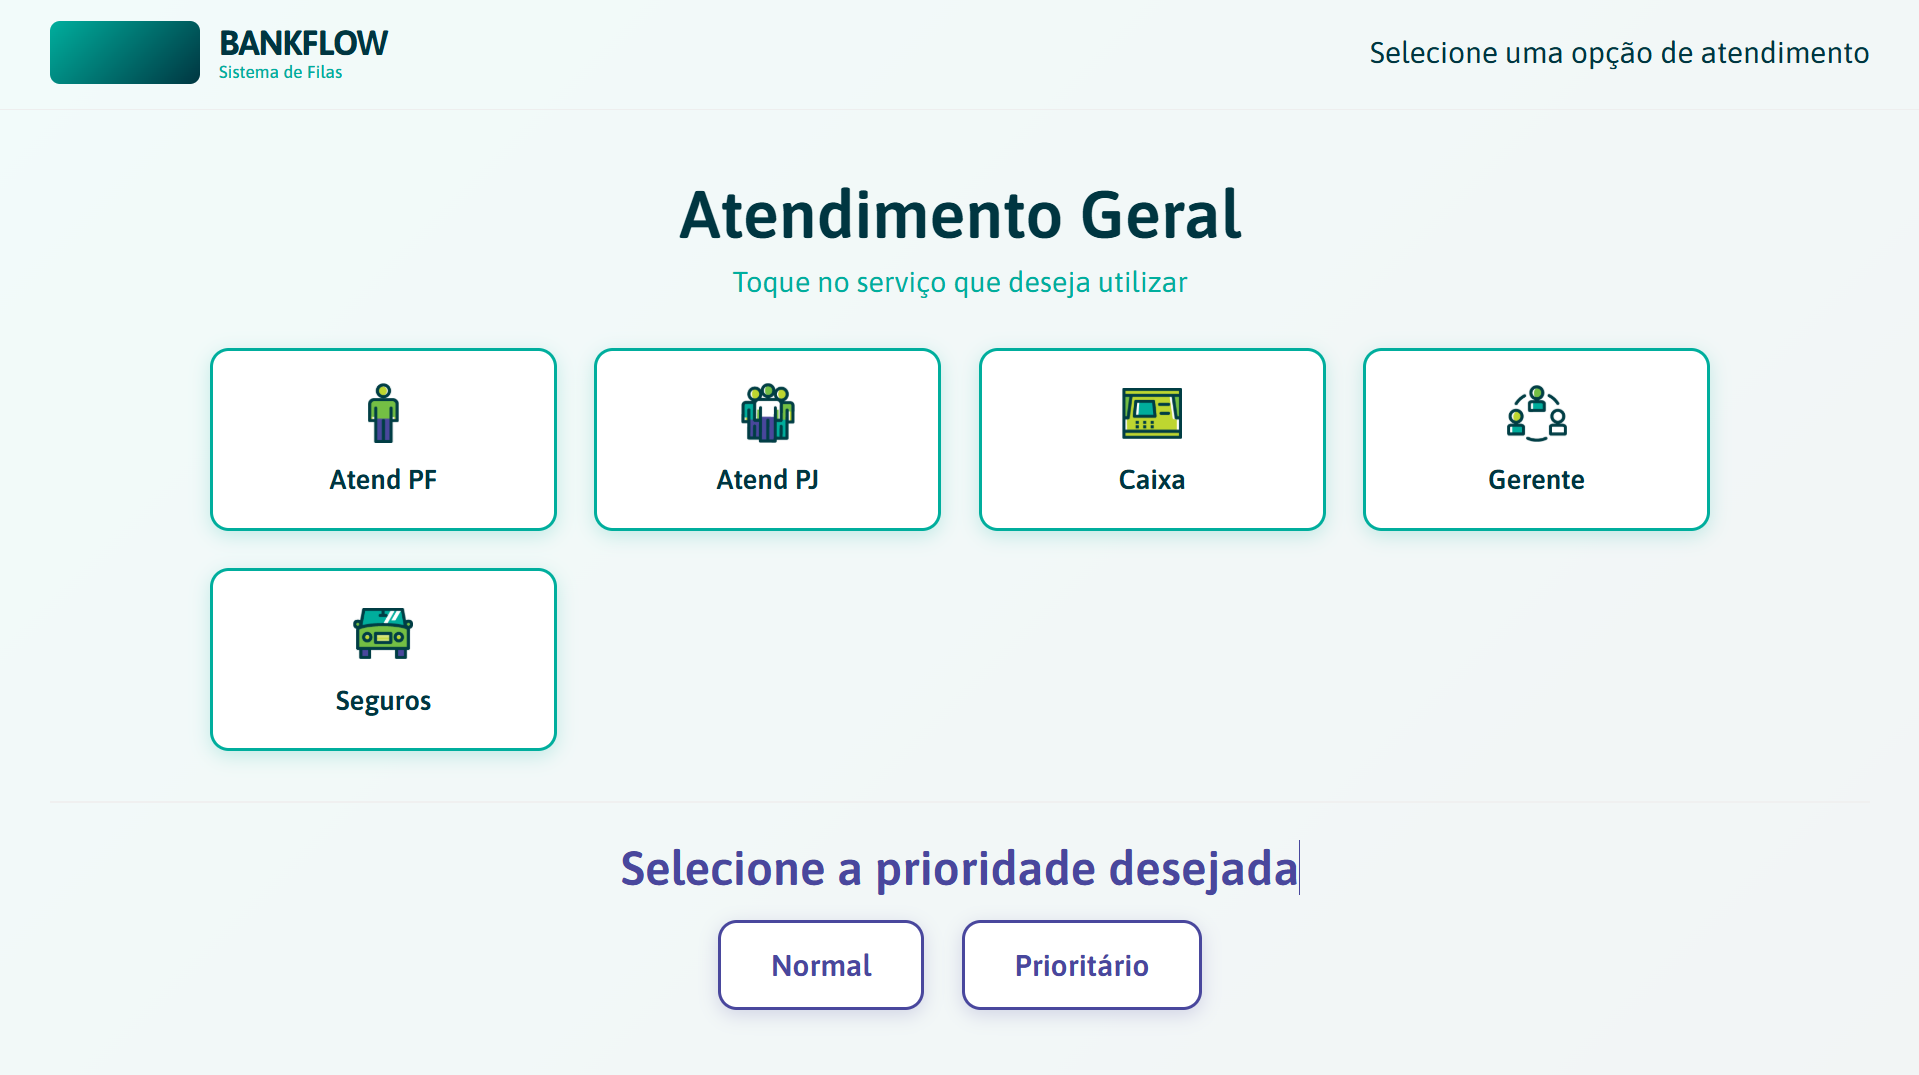 BANKFLOW
Sistema de Filas
Selecione uma opção de atendimento
Atendimento Geral
Toque no serviço que deseja utilizar
Atend PF
Atend PJ
Caixa
Gerente
Seguros
Selecione a prioridade desejada
Normal
Prioritário